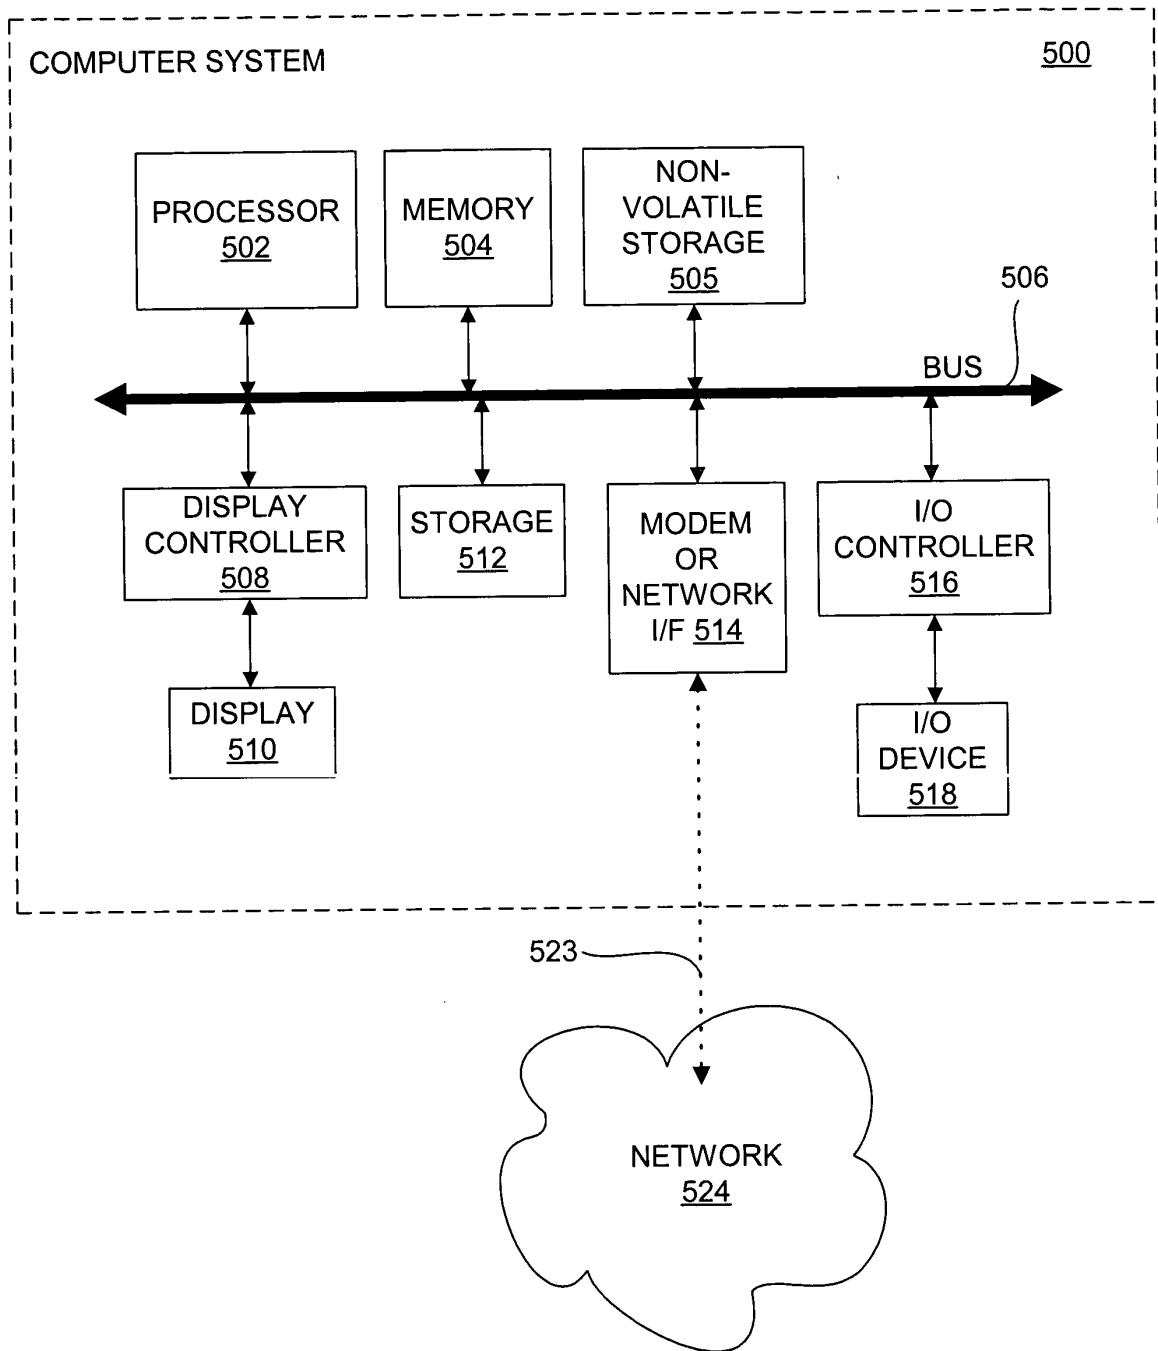 COMPUTER SYSTEM
500
PROCESSOR
502
MEMORY
504
NON-
VOLATILE
STORAGE
505
506
BUS
DISPLAY
CONTROLLER
508
STORAGE
512
MODEM
OR
NETWORK
I/F 514
I/O
CONTROLLER
516
DISPLAY
510
I/O
DEVICE
518
523
NETWORK
524